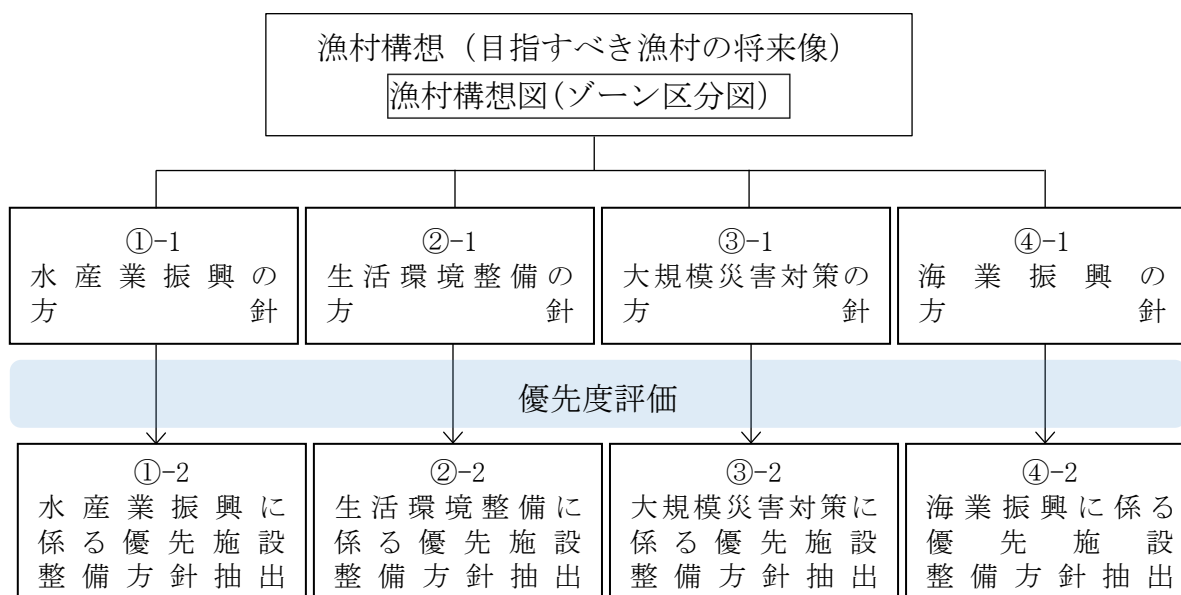 漁村構想（目指すべき漁村の将来像）
漁村構想図（ゾーン区分図）
①-1
水産業振興の
方針
②-1
生活環境整備の
方針
③-1
大規模災害対策の
方針
④-1
海業振興の
方針
優先度評価
①-2
水産業振興に
係る優先施設
整備方針抽出
②-2
生活環境整備に
係る優先施設
整備方針抽出
③-2
大規模災害対策に
係る優先施設
整備方針抽出
④-2
海業振興に係る
優先施設
整備方針抽出